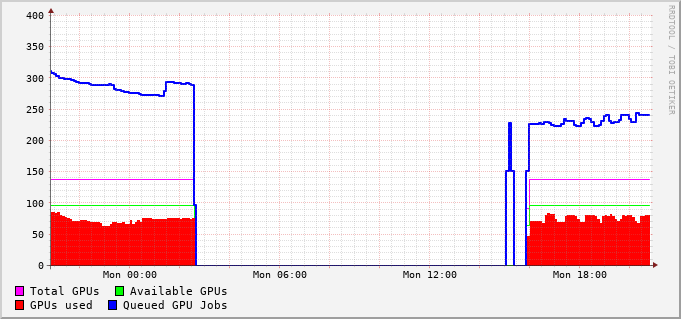 400
350
300
250
200
150
100
50
0
Mon 00:00 Mon 06:00 Mon 12:00 Mon 18:00
Total GPUs Available GPUs
GPUs used Queued GPU Jobs
RRDTOOL / TOBI OETIKER